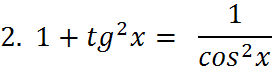 2. 1 + tg²x = 1/cos²x